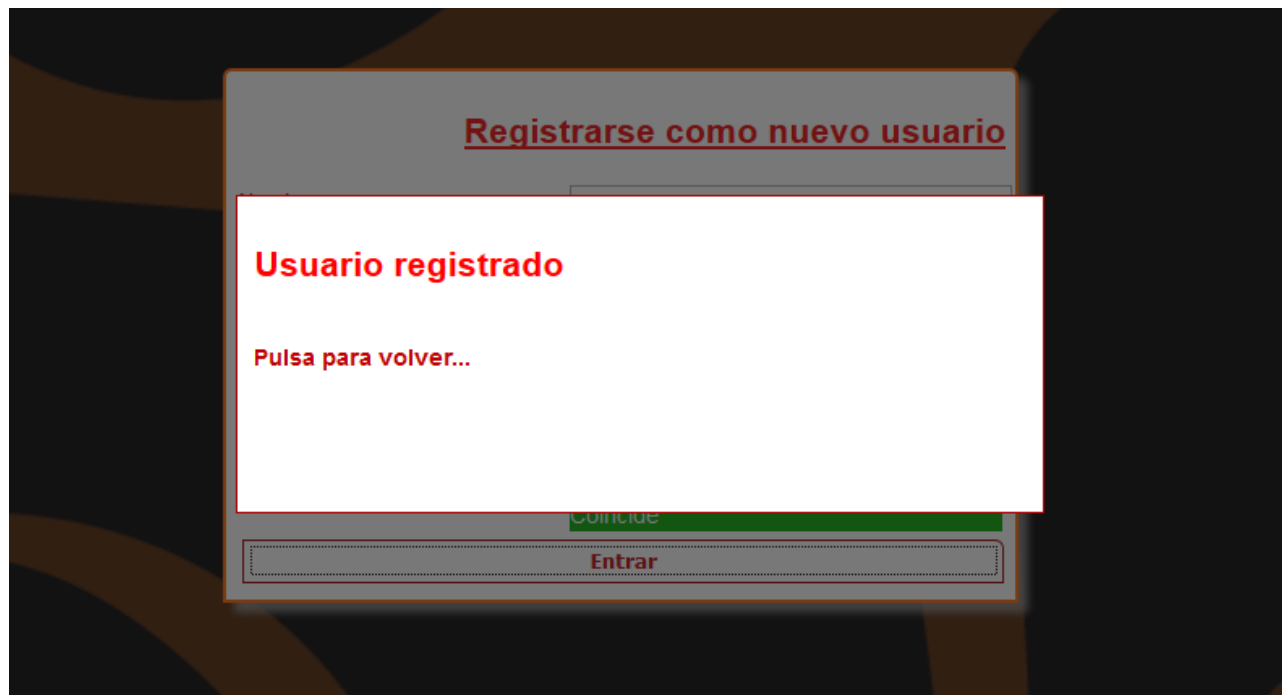 Registrarse como nuevo usuario
Usuario registrado
Pulsa para volver...
Coincide
Entrar